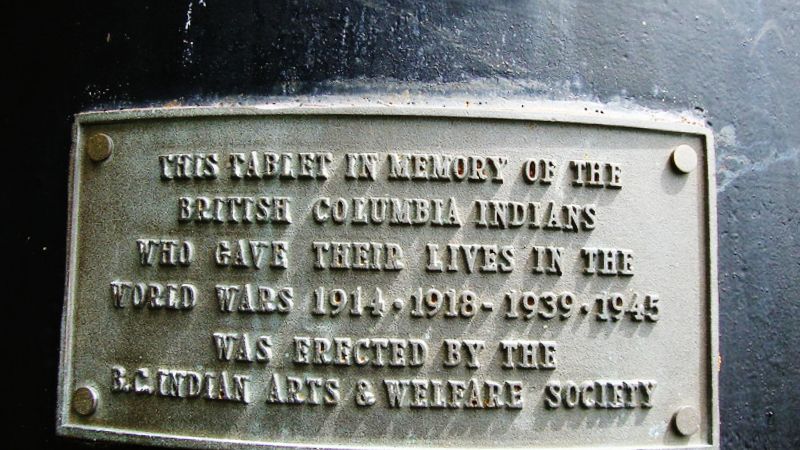 THIS TABLET IN MEMORY OF THE
BRITISH COLUMBIA INDIANS
WHO GAVE THEIR LIVES IN THE
WORLD WARS 1914 · 1918 - 1939 · 1945
WAS ERECTED BY THE
B.C. INDIAN ARTS & WELFARE SOCIETY